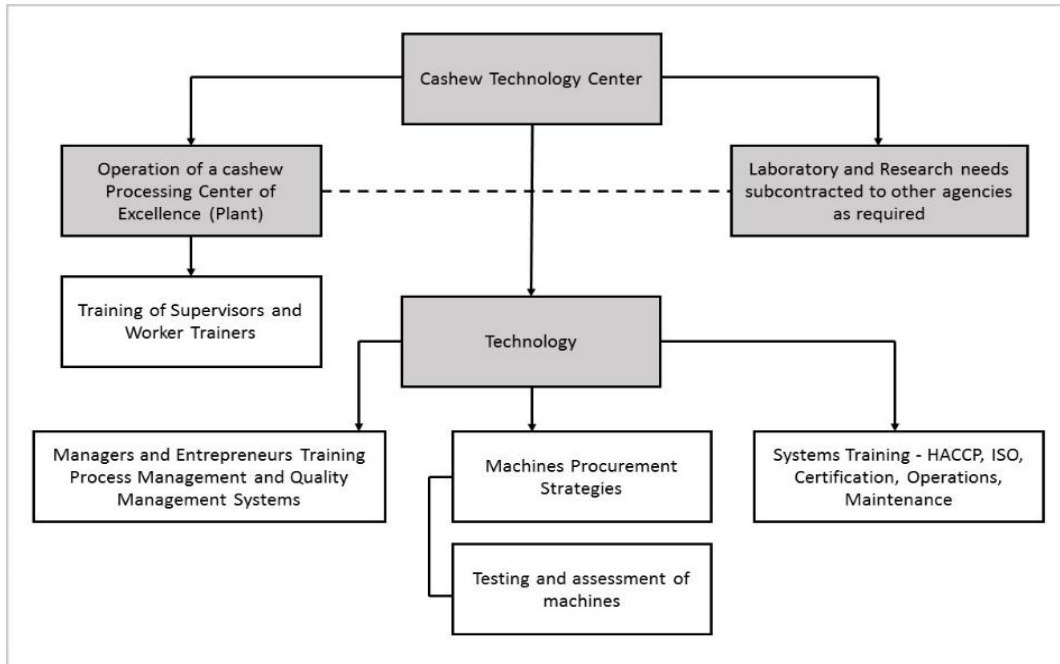 Cashew Technology Center
Operation of a cashew
Processing Center of
Excellence (Plant)
Laboratory and Research needs
subcontracted to other agencies
as required
Training of Supervisors and
Worker Trainers
Technology
Managers and Entrepreneurs Training
Process Management and Quality
Management Systems
Machines Procurement
Strategies
Systems Training - HACCP, ISO,
Certification, Operations,
Maintenance
Testing and assessment of
machines